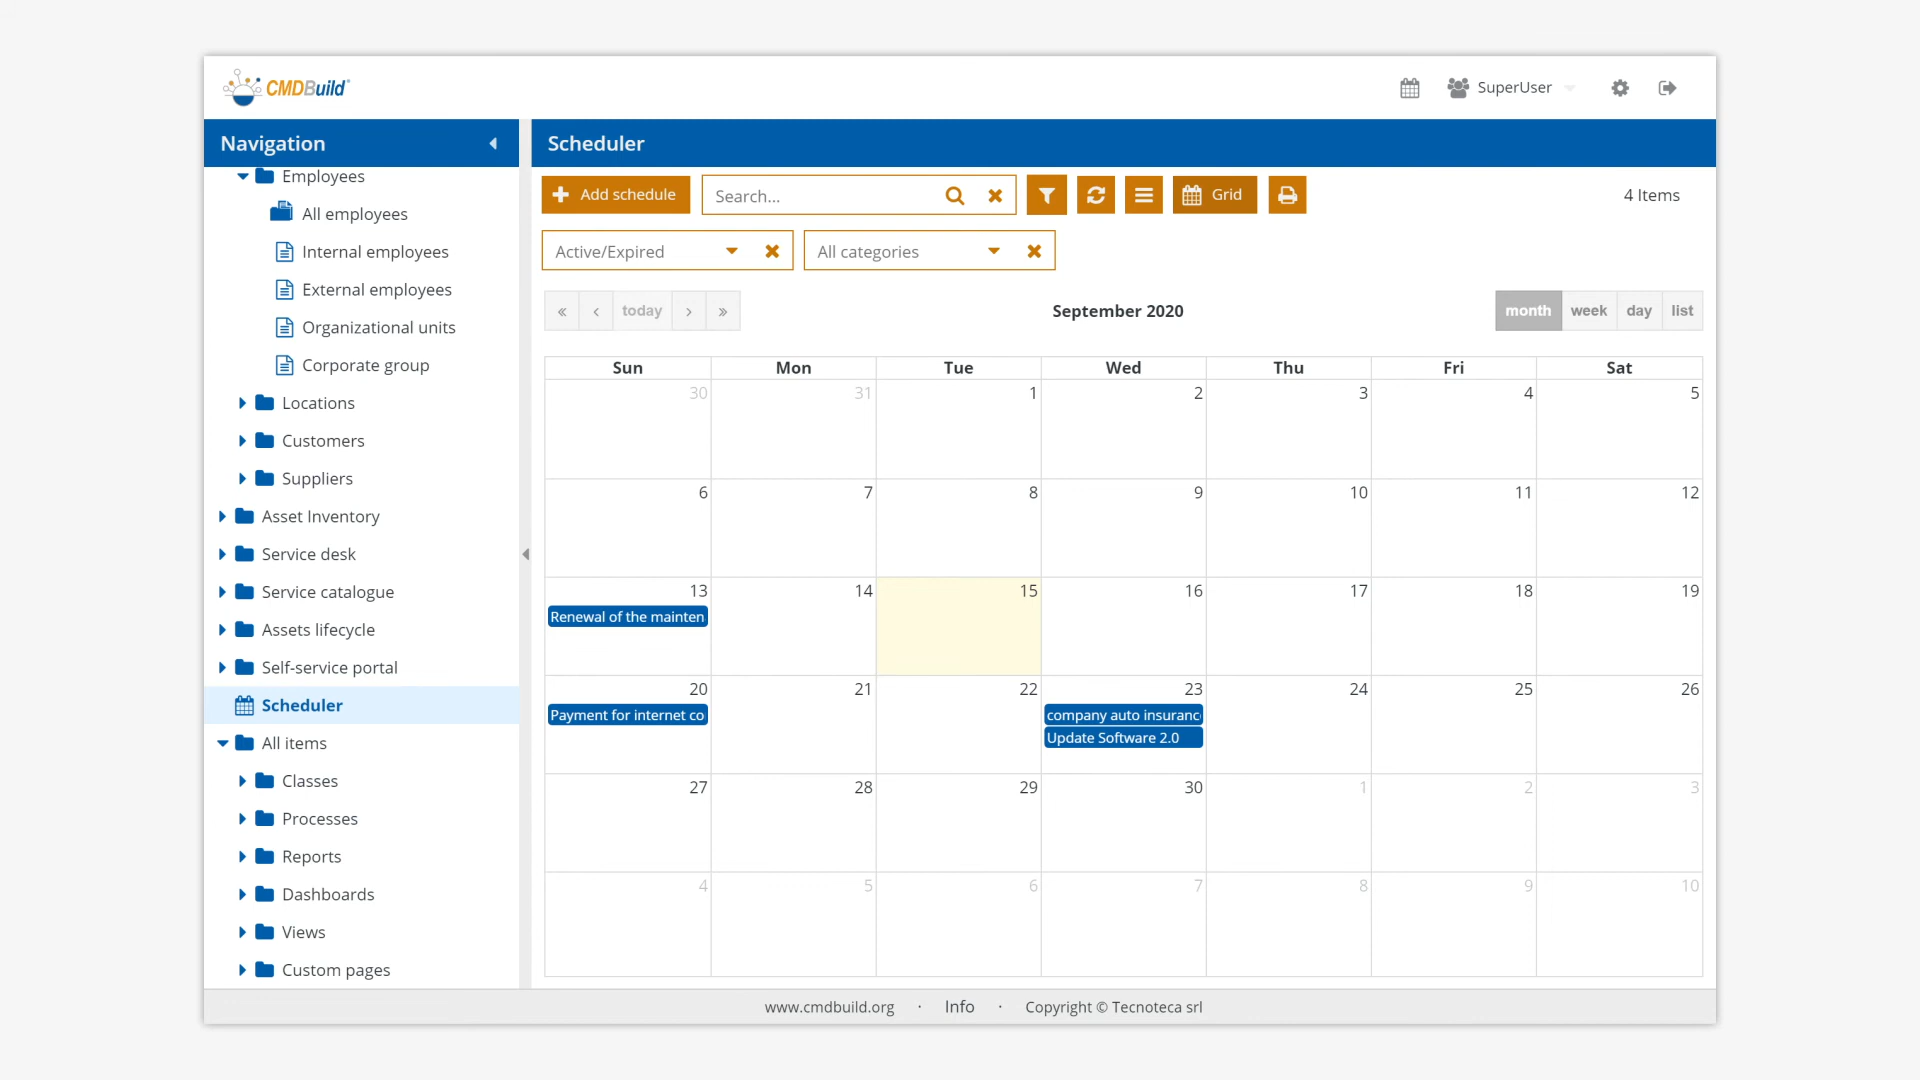 CMDBuild
SuperUser
Navigation
Employees
All employees
Internal employees
External employees
Organizational units
Corporate group
Locations
Customers
Suppliers
Asset Inventory
Service desk
Service catalogue
Assets lifecycle
Self-service portal
Scheduler
All items
Classes
Processes
Reports
Dashboards
Views
Custom pages
Scheduler
Add schedule
Search...
Grid
4 Items
Active/Expired
All categories
« ‹ today › »
September 2020
month week day list
Sun Mon Tue Wed Thu Fri Sat
30 31 1 2 3 4 5
6 7 8 9 10 11 12
13 14 15 16 17 18 19
Renewal of the mainten
20 21 22 23 24 25 26
Payment for internet co
company auto insuranc
Update Software 2.0
27 28 29 30 1 2 3
4 5 6 7 8 9 10
www.cmdbuild.org · Info · Copyright © Tecnoteca srl